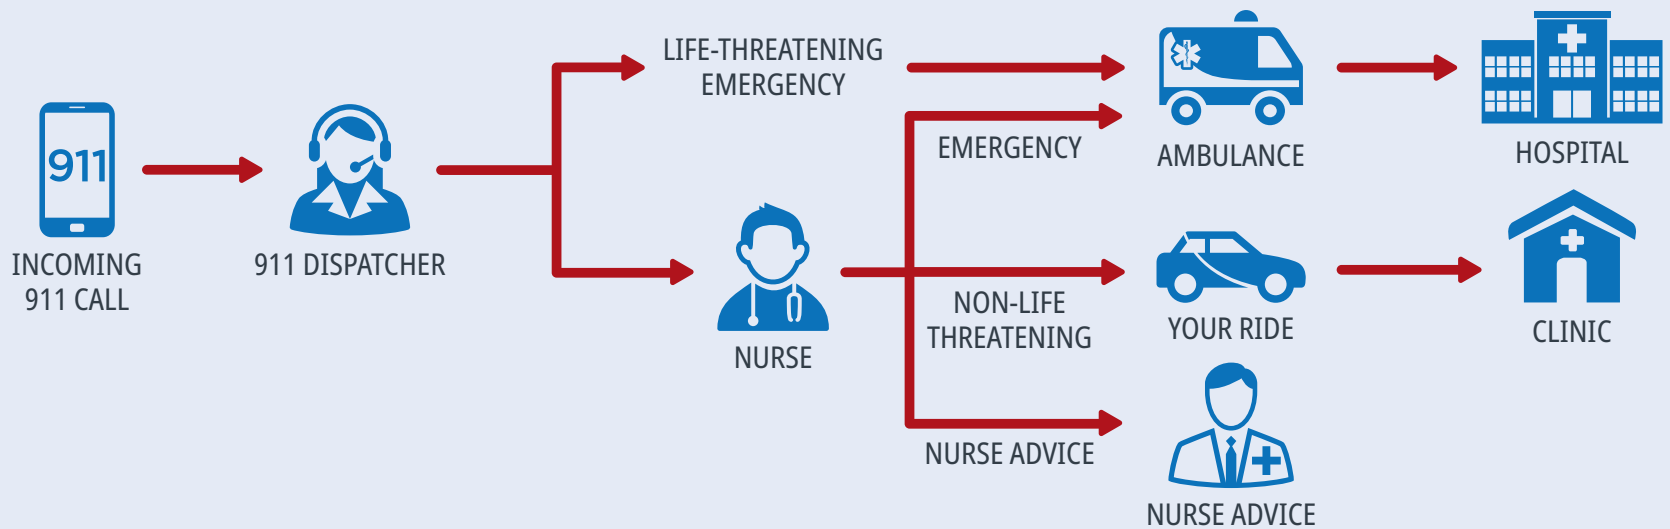 911
INCOMING
911 CALL
911 DISPATCHER
LIFE-THREATENING
EMERGENCY
NURSE
EMERGENCY
NON-LIFE
THREATENING
NURSE ADVICE
AMBULANCE
HOSPITAL
YOUR RIDE
CLINIC
NURSE ADVICE